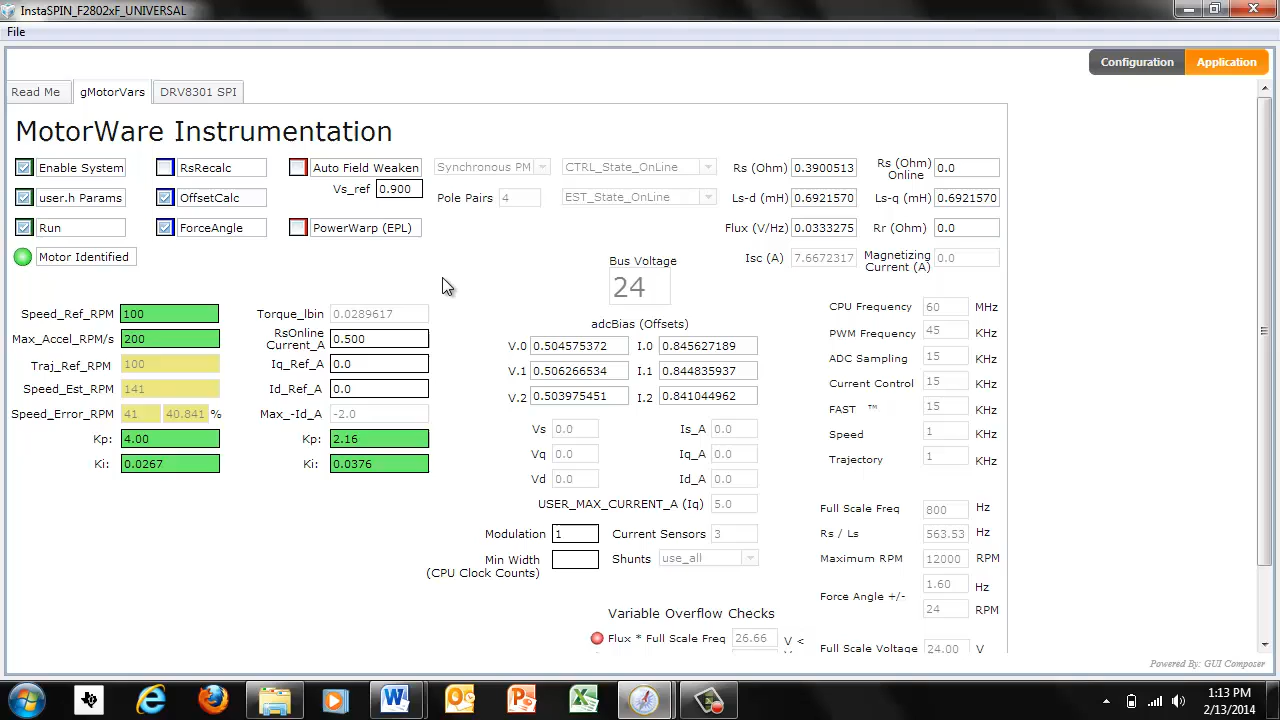 InstaSPIN_F2802xF_UNIVERSAL
File
Configuration Application
Read Me gMotorVars DRV8301 SPI
MotorWare Instrumentation
Enable System RsRecalc Auto Field Weaken Synchronous PM CTRL_State_OnLine Rs (Ohm) 0.3900513 Rs (Ohm) Online 0.0
Vs_ref 0.900
user.h Params OffsetCalc Pole Pairs 4 EST_State_OnLine Ls-d (mH) 0.6921570 Ls-q (mH) 0.6921570
Run ForceAngle PowerWarp (EPL) Flux (V/Hz) 0.0333275 Rr (Ohm) 0.0
Motor Identified Isc (A) 7.6672317 Magnetizing Current (A) 0.0
Bus Voltage
24
Speed_Ref_RPM 100 Torque_lbin 0.0289617 adcBias (Offsets) CPU Frequency 60 MHz
Max_Accel_RPM/s 200 RsOnline Current_A 0.500 V.0 0.504575372 I.0 0.845627189 PWM Frequency 45 KHz
Traj_Ref_RPM 100 Iq_Ref_A 0.0 V.1 0.506266534 I.1 0.844835937 ADC Sampling 15 KHz
Speed_Est_RPM 141 Id_Ref_A 0.0 V.2 0.503975451 I.2 0.841044962 Current Control 15 KHz
Speed_Error_RPM 41 40.841 % Max_-Id_A -2.0 FAST ™ 15 KHz
Kp: 4.00 Kp: 2.16 Vs 0.0 Is_A 0.0 Speed 1 KHz
Ki: 0.0267 Ki: 0.0376 Vq 0.0 Iq_A 0.0 Trajectory 1 KHz
Vd 0.0 Id_A 0.0
USER_MAX_CURRENT_A (Iq) 5.0 Full Scale Freq 800 Hz
Modulation 1 Current Sensors 3 Rs / Ls 563.53 Hz
Min Width (CPU Clock Counts) Shunts use_all Maximum RPM 12000 RPM
Force Angle +/- 1.60 Hz
24 RPM
Variable Overflow Checks
Flux * Full Scale Freq 26.66 V < Full Scale Voltage 24.00 V
Powered By: GUI Composer
1:13 PM
2/13/2014